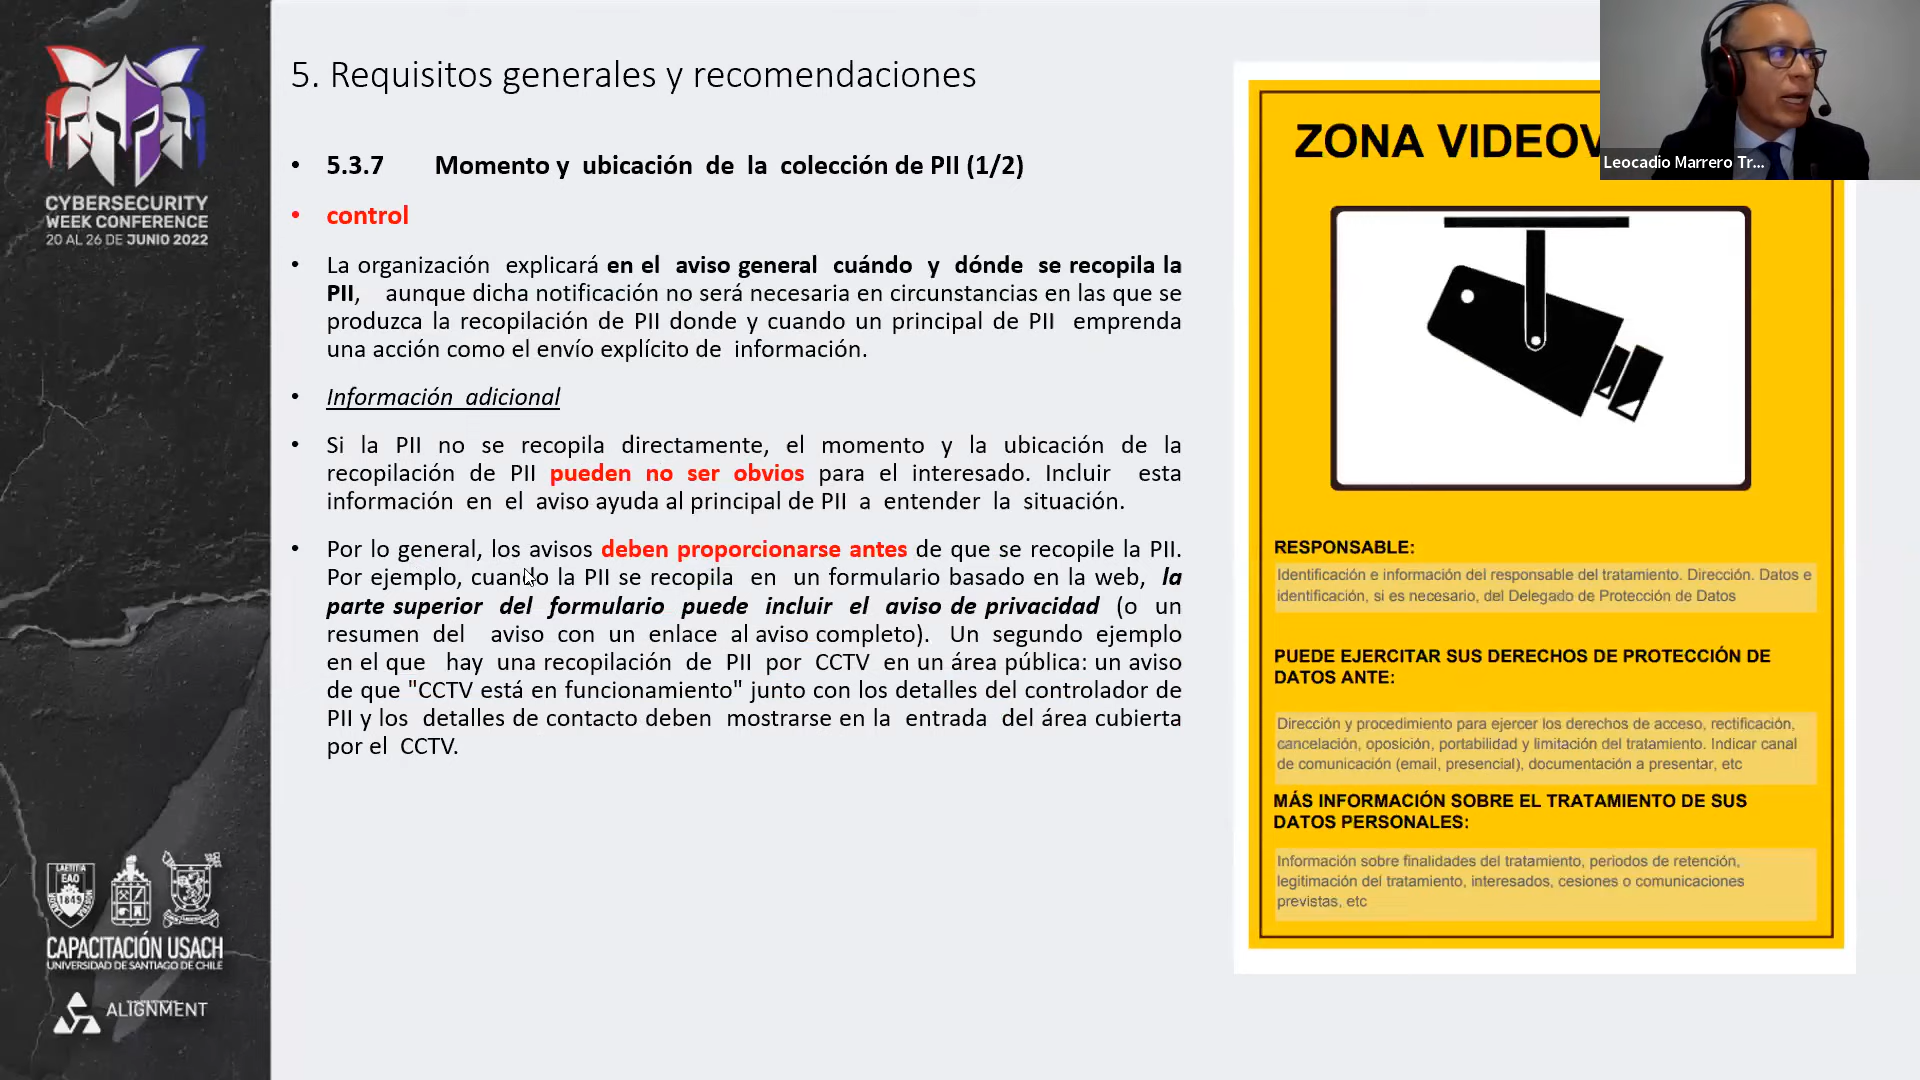 CYBERSECURITY
WEEK CONFERENCE
20 AL 26 DE JUNIO 2022
5. Requisitos generales y recomendaciones
• 5.3.7 Momento y ubicación de la colección de PII (1/2)
• control
• La organización explicará en el aviso general cuándo y dónde se recopila la
PII, aunque dicha notificación no será necesaria en circunstancias en las que se
produzca la recopilación de PII donde y cuando un principal de PII emprenda
una acción como el envío explícito de información.
• Información adicional
• Si la PII no se recopila directamente, el momento y la ubicación de la
recopilación de PII pueden no ser obvios para el interesado. Incluir esta
información en el aviso ayuda al principal de PII a entender la situación.
• Por lo general, los avisos deben proporcionarse antes de que se recopile la PII.
Por ejemplo, cuando la PII se recopila en un formulario basado en la web, la
parte superior del formulario puede incluir el aviso de privacidad (o un
resumen del aviso con un enlace al aviso completo). Un segundo ejemplo
en el que hay una recopilación de PII por CCTV en un área pública: un aviso
de que "CCTV está en funcionamiento" junto con los detalles del controlador de
PII y los detalles de contacto deben mostrarse en la entrada del área cubierta
por el CCTV.
ZONA VIDEOV
Leocadio Marrero Tr...
RESPONSABLE:
Identificación e información del responsable del tratamiento. Dirección. Datos e
identificación, si es necesario, del Delegado de Protección de Datos
PUEDE EJERCITAR SUS DERECHOS DE PROTECCIÓN DE
DATOS ANTE:
Dirección y procedimiento para ejercer los derechos de acceso, rectificación,
cancelación, oposición, portabilidad y limitación del tratamiento. Indicar canal
de comunicación (email, presencial), documentación a presentar, etc
MÁS INFORMACIÓN SOBRE EL TRATAMIENTO DE SUS
DATOS PERSONALES:
Información sobre finalidades del tratamiento, periodos de retención,
legitimación del tratamiento, interesados, cesiones o comunicaciones
previstas, etc
LAETITIA
EAO
1849
CAPACITACIÓN USACH
UNIVERSIDAD DE SANTIAGO DE CHILE
ALIGNMENT